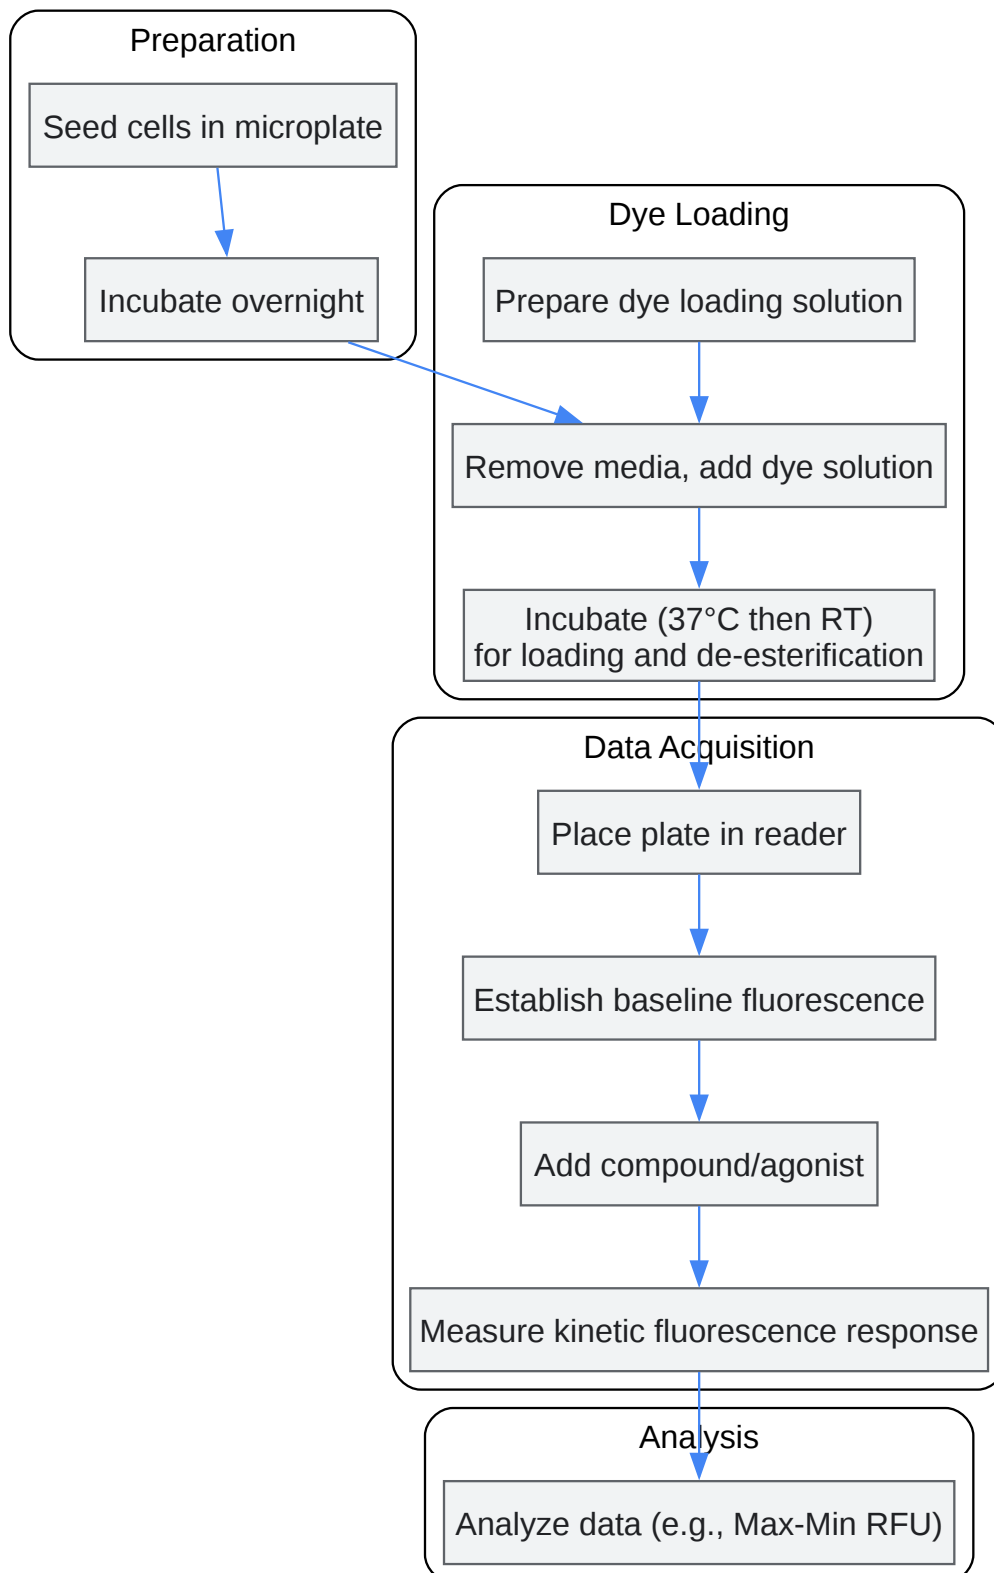 Preparation
Seed cells in microplate
Incubate overnight
Dye Loading
Prepare dye loading solution
Remove media, add dye solution
Incubate (37°C then RT)
for loading and de-esterification
Data Acquisition
Place plate in reader
Establish baseline fluorescence
Add compound/agonist
Measure kinetic fluorescence response
Analysis
Analyze data (e.g., Max-Min RFU)